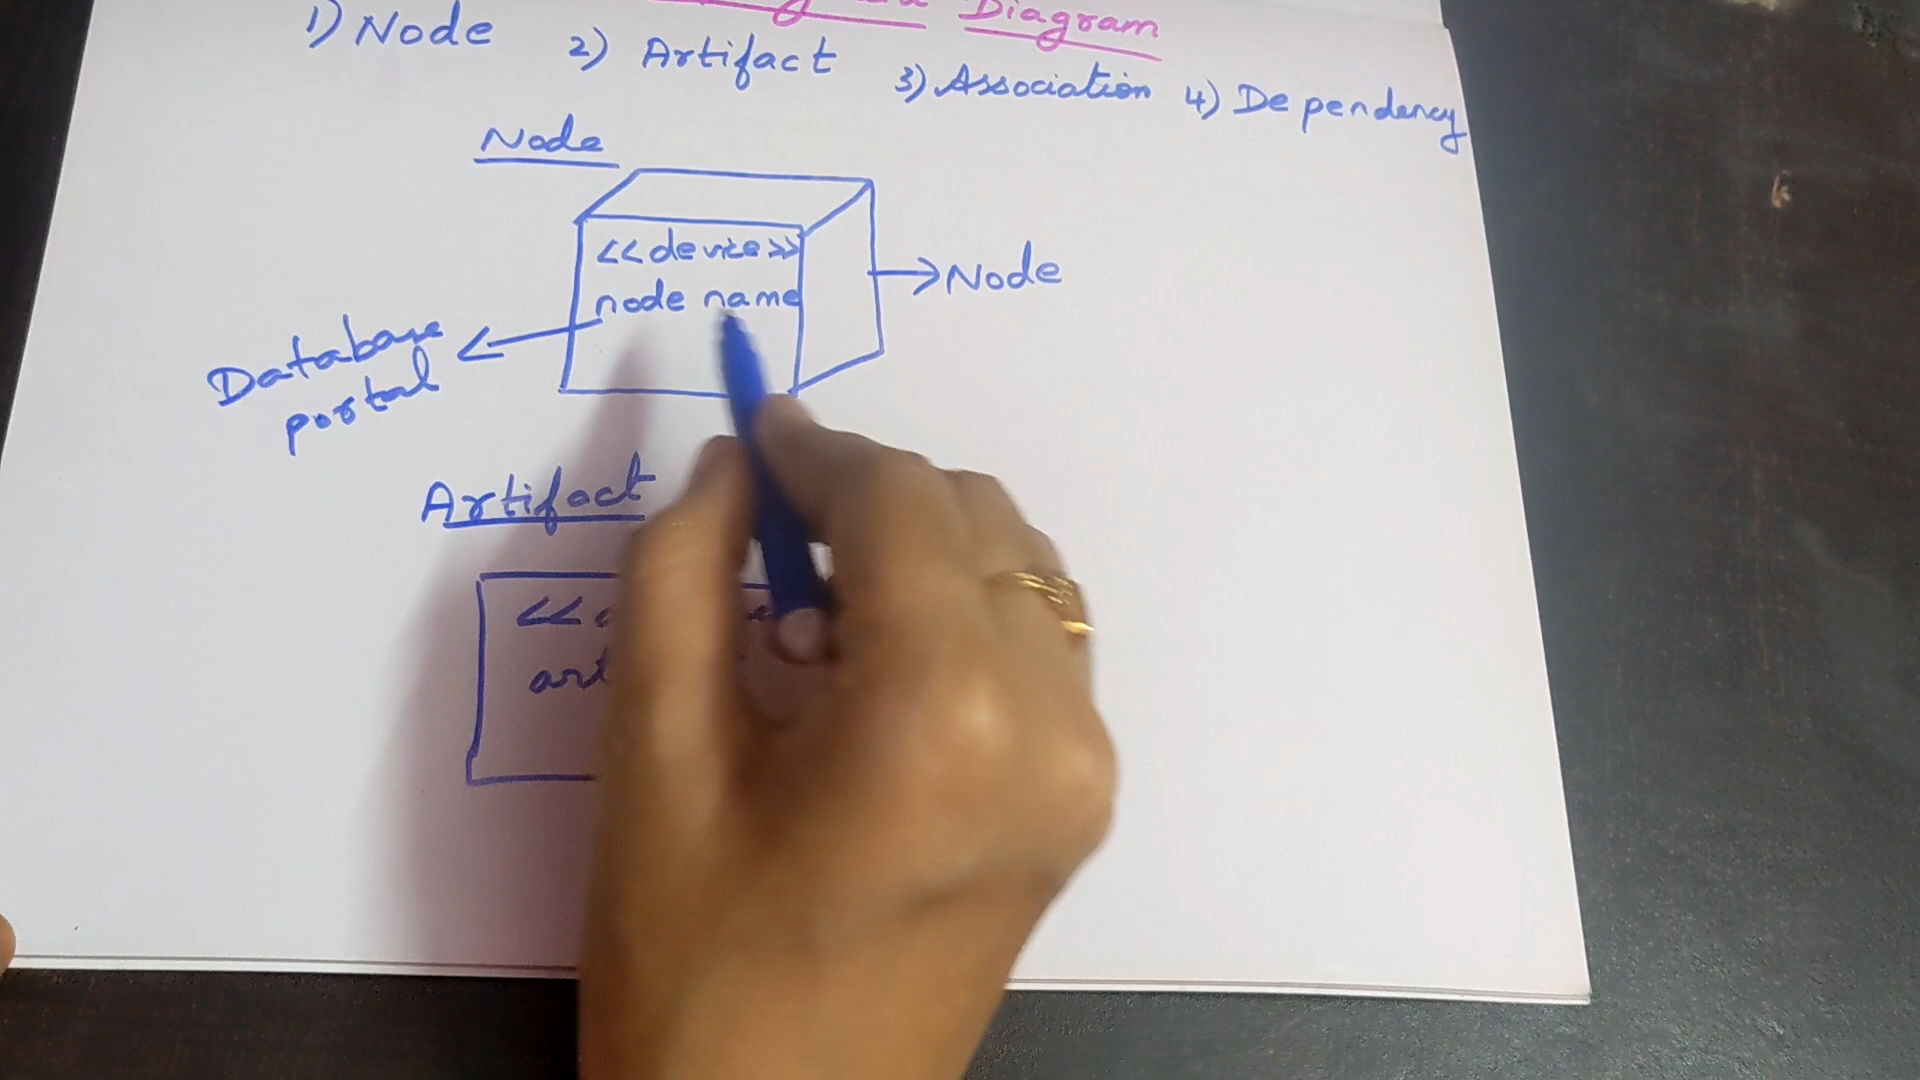 Diagram
1) Node 2) Artifact 3) Association 4) Dependency
Node
<<device>>
node name
Node
Database
portal
Artifact
<<